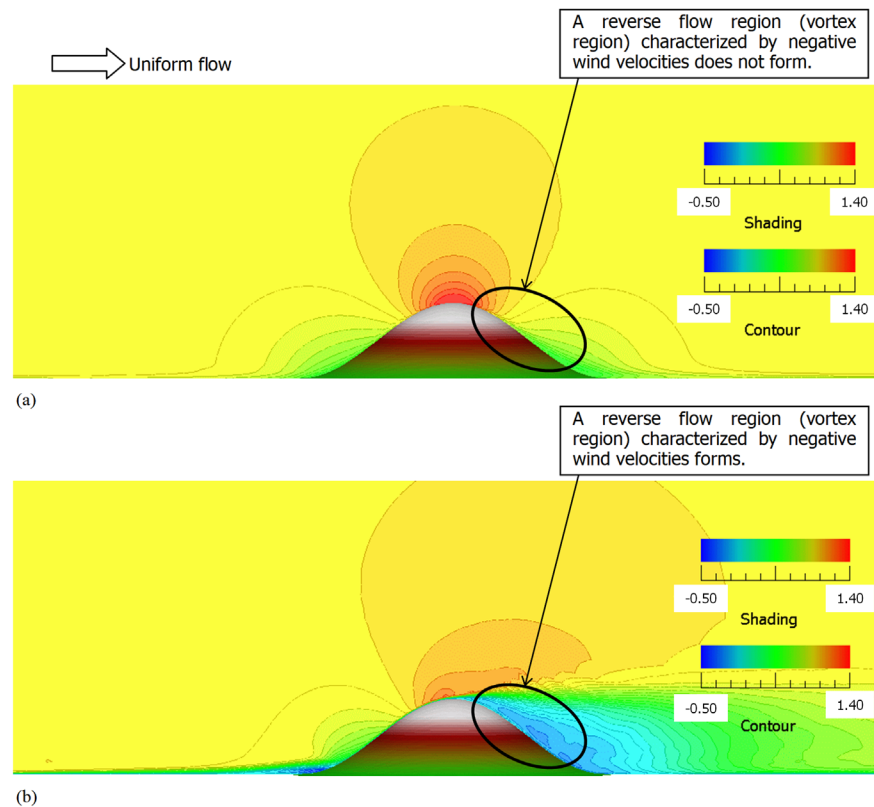 A reverse flow region (vortex
region) characterized by negative
wind velocities does not form.
Uniform flow
-0.50 1.40
Shading
-0.50 1.40
Contour
(a)
A reverse flow region (vortex
region) characterized by negative
wind velocities forms.
-0.50 1.40
Shading
-0.50 1.40
Contour
(b)